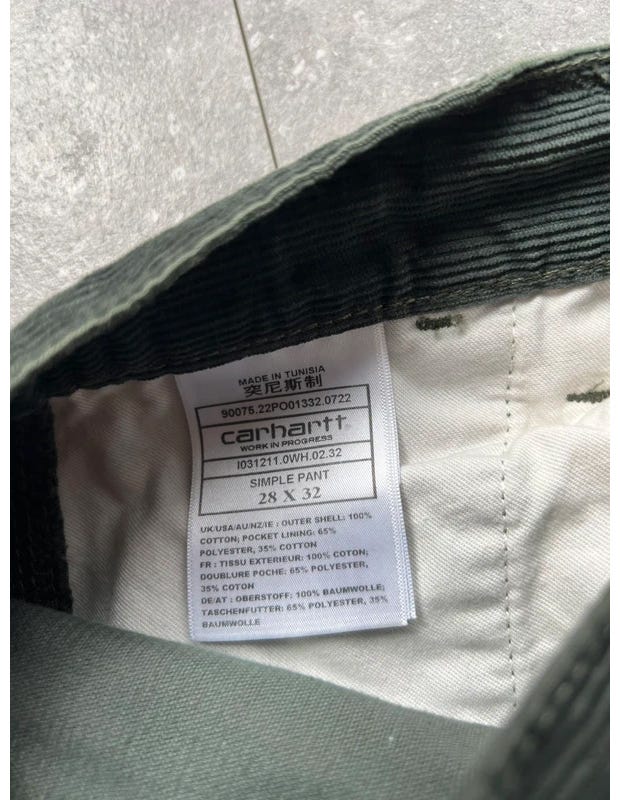 MADE IN TUNISIA
突尼斯制
90075.22PO01332.0722
carhartt
WORK IN PROGRESS
I031211.0WH.02.32
SIMPLE PANT
28 X 32
UK/USA/AU/NZ/IE : OUTER SHELL: 100%
COTTON; POCKET LINING: 65%
POLYESTER, 35% COTTON
FR : TISSU EXTERIEUR: 100% COTON;
DOUBLURE POCHE: 65% POLYESTER,
35% COTON
DE/AT : OBERSTOFF: 100% BAUMWOLLE;
TASCHENFUTTER: 65% POLYESTER, 35%
BAUMWOLLE